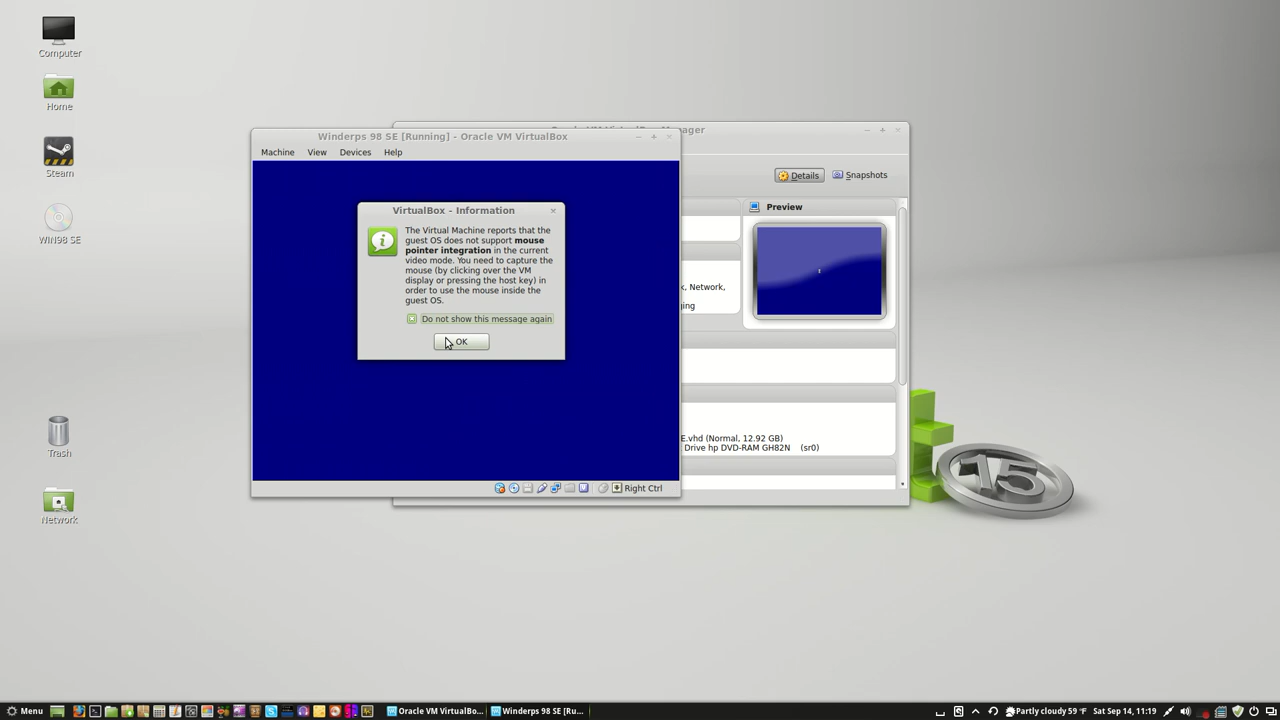 Computer
Home
Steam
WIN98 SE
Trash
Network
Manager
Details
Snapshots
Preview
k, Network,
ging
E.vhd (Normal, 12.92 GB)
Drive hp DVD-RAM GH82N (sr0)
15
Winderps 98 SE [Running] - Oracle VM VirtualBox
Machine View Devices Help
VirtualBox - Information
The Virtual Machine reports that the
guest OS does not support mouse
pointer integration in the current
video mode. You need to capture the
mouse (by clicking over the VM
display or pressing the host key) in
order to use the mouse inside the
guest OS.
Do not show this message again
OK
Right Ctrl
Menu
Oracle VM VirtualBo...
Winderps 98 SE [Ru...
Partly cloudy 59 °F
Sat Sep 14, 11:19